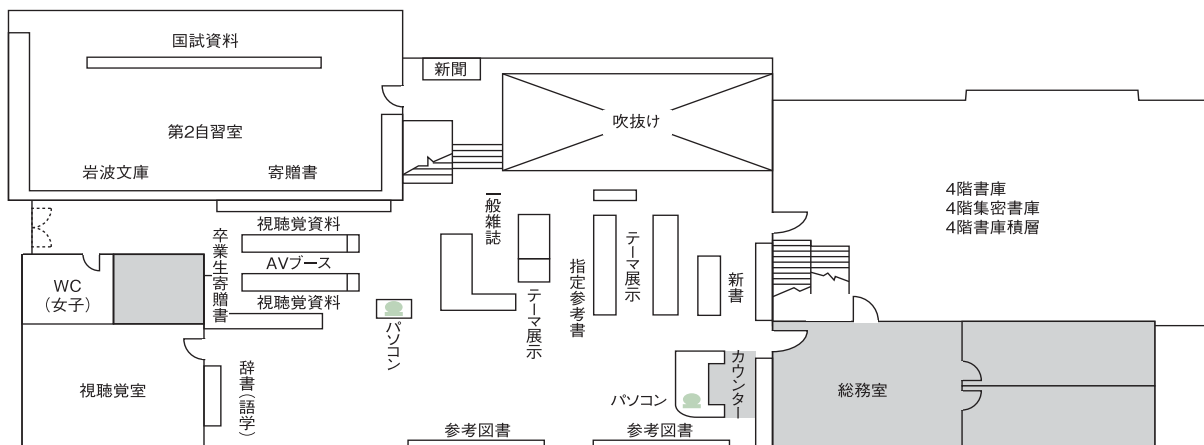 国試資料
新聞
吹抜け
第2自習室
岩波文庫
寄贈書
4階書庫
4階集密書庫
4階書庫積層
一般雑誌
視聴覚資料
卒業生寄贈書
AVブース
視聴覚資料
テーマ展示
指定参考書
新書
WC
（女子）
パソコン
テーマ展示
カウンター
視聴覚室
辞書（語学）
パソコン
総務室
参考図書
参考図書